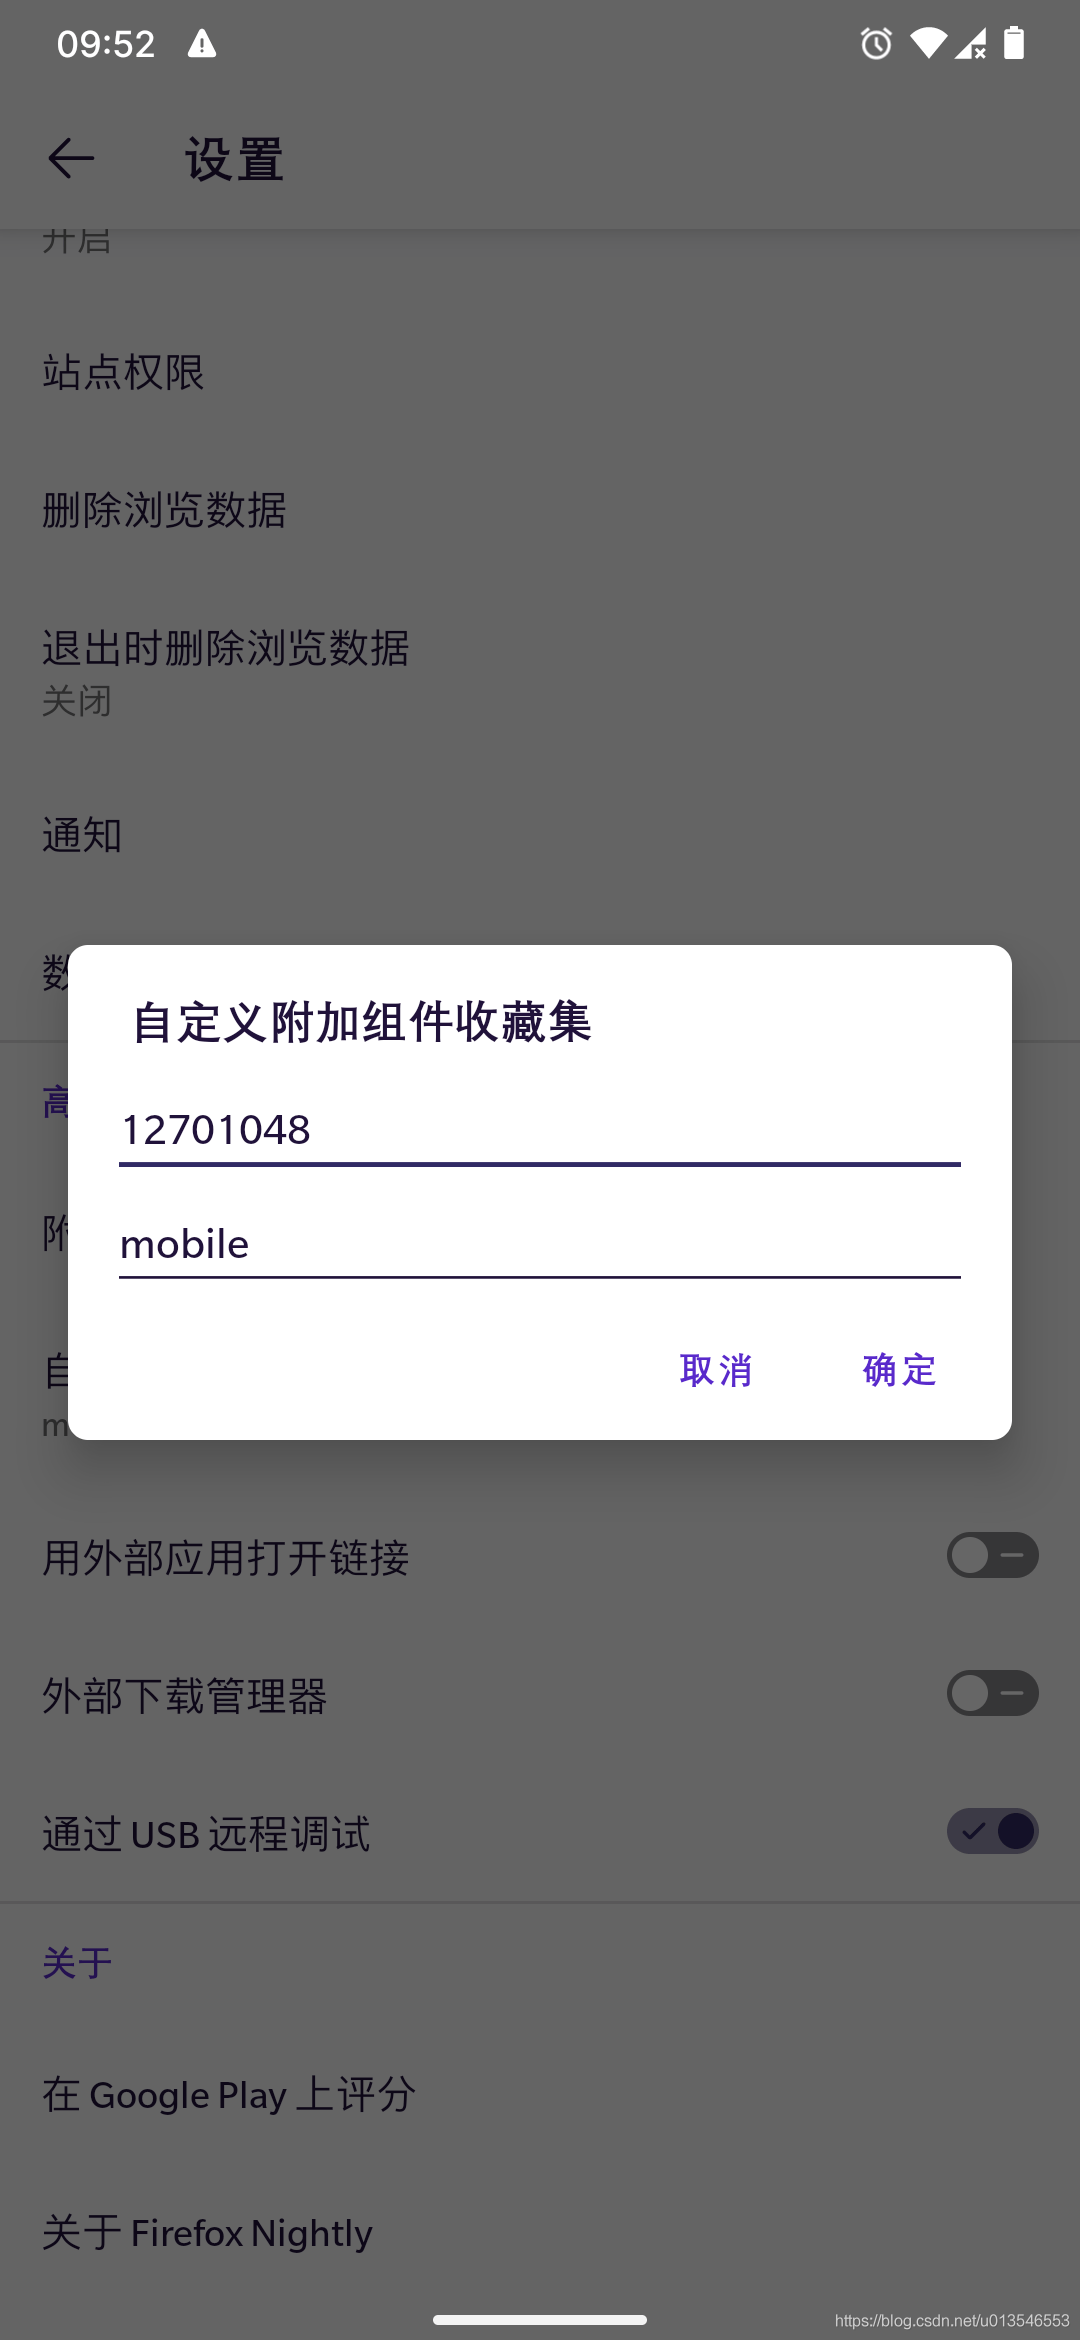 09:52
设置
开启
站点权限
删除浏览数据
退出时删除浏览数据
关闭
通知
数
自定义附加组件收藏集
高
12701048
附
mobile
自
取消 确定
m
用外部应用打开链接
外部下载管理器
通过 USB 远程调试
关于
在 Google Play 上评分
关于 Firefox Nightly
https://blog.csdn.net/u013546553